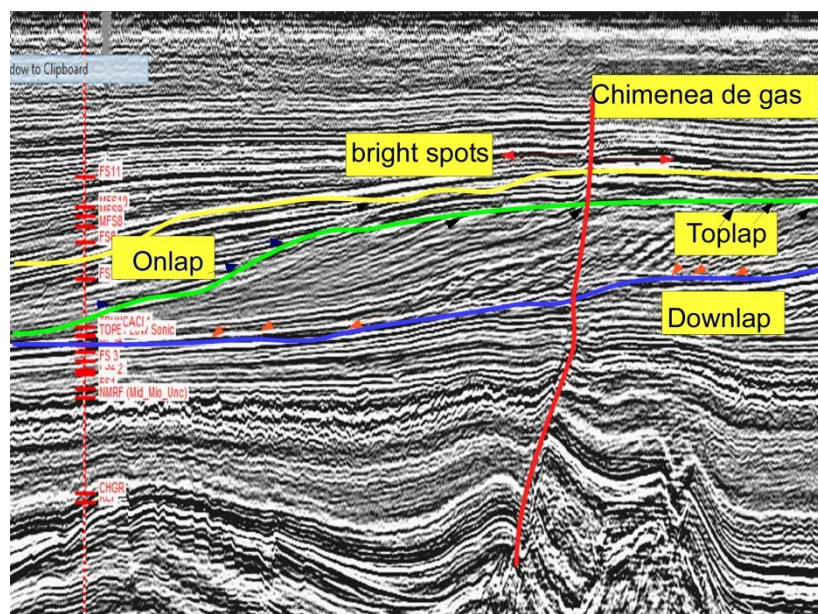 dow to Clipboard
Chimenea de gas
bright spots
FS11
MFS8
Onlap
Toplap
Downlap
FS 3
NMRF (Mid_Mio_Unc)
CHGR